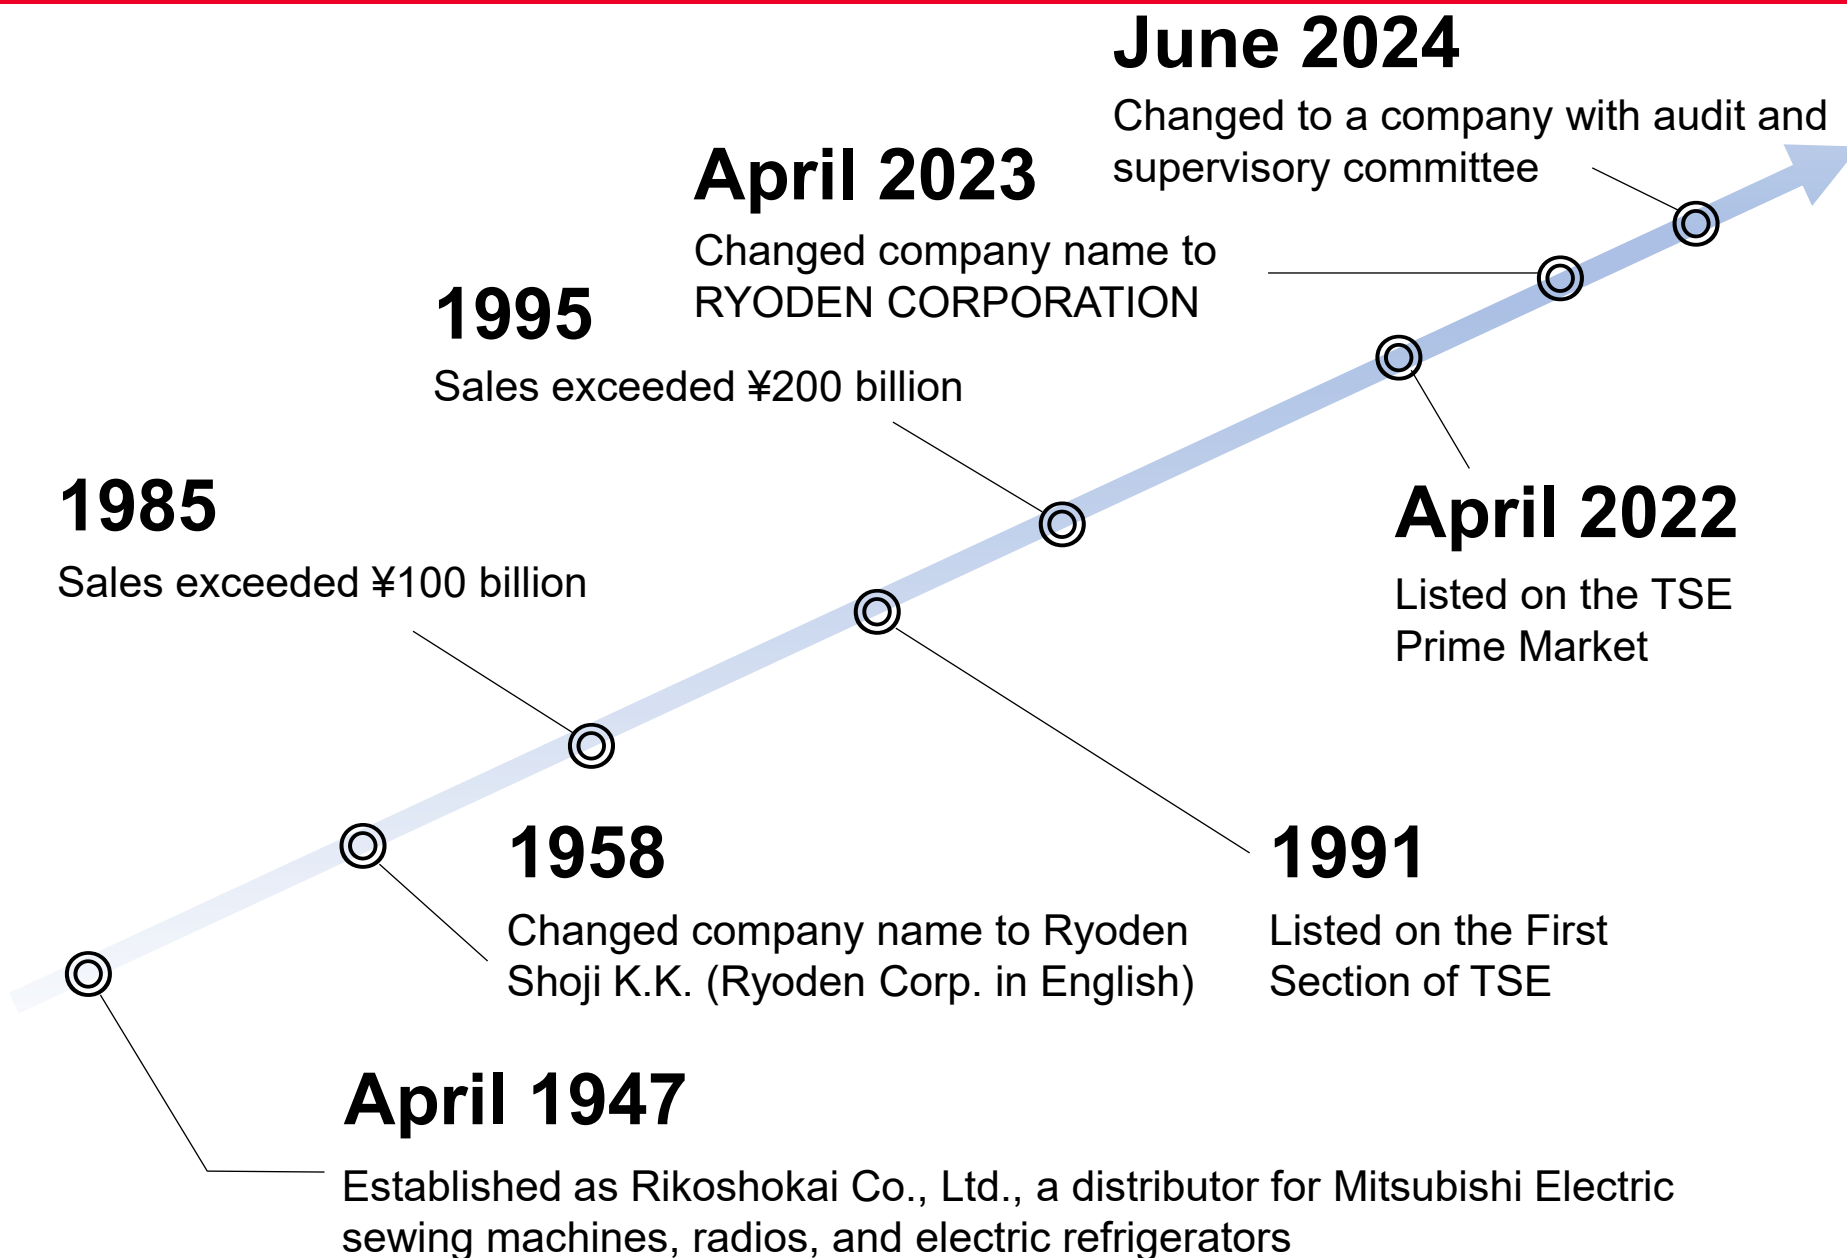 June 2024
Changed to a company with audit and
supervisory committee
April 2023
Changed company name to
RYODEN CORPORATION
1995
Sales exceeded ¥200 billion
1985
Sales exceeded ¥100 billion
April 2022
Listed on the TSE
Prime Market
1958
Changed company name to Ryoden
Shoji K.K. (Ryoden Corp. in English)
1991
Listed on the First
Section of TSE
April 1947
Established as Rikoshokai Co., Ltd., a distributor for Mitsubishi Electric
sewing machines, radios, and electric refrigerators